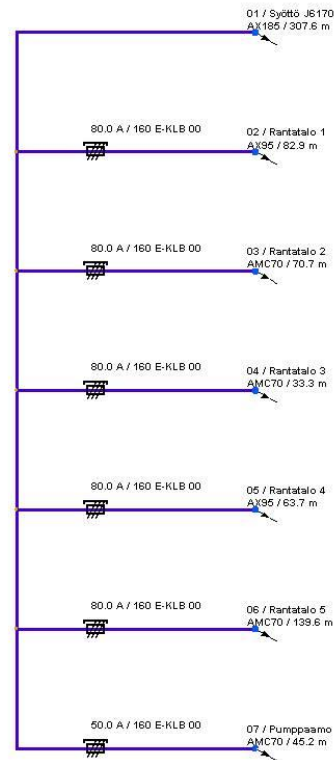 01 / Syöttö J6170
AX185 / 307.6 m
80.0 A / 160 E-KLB 00
02 / Rantatalo 1
AX95 / 82.9 m
80.0 A / 160 E-KLB 00
03 / Rantatalo 2
AMC70 / 70.7 m
80.0 A / 160 E-KLB 00
04 / Rantatalo 3
AMC70 / 33.3 m
80.0 A / 160 E-KLB 00
05 / Rantatalo 4
AX95 / 63.7 m
80.0 A / 160 E-KLB 00
06 / Rantatalo 5
AMC70 / 139.6 m
50.0 A / 160 E-KLB 00
07 / Pumppaamo
AMC70 / 45.2 m